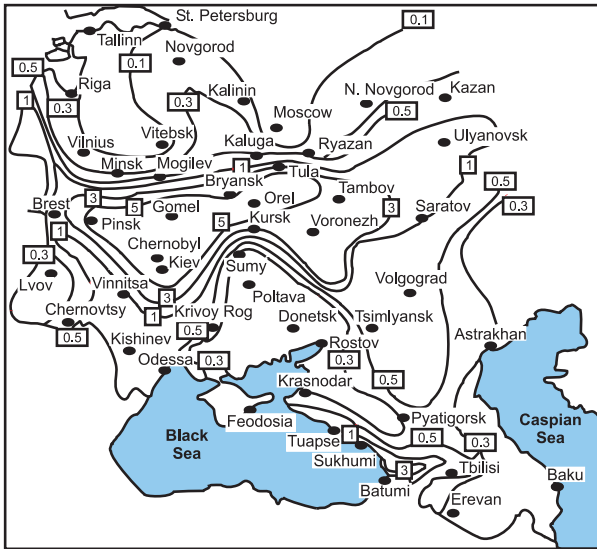 St. Petersburg
0.1
Tallinn
Novgorod
0.5
0.1
Kalinin
N. Novgorod
Kazan
Riga
0.3
0.3
1
0.5
Moscow
Vilnius
Vitebsk
Kaluga
Ryazan
Ulyanovsk
Minsk
Mogilev
1
Tula
1
Bryansk
0.5
3
Orel
Tambov
Brest
5
Gomel
5
3
0.3
Pinsk
Kursk
Voronezh
Saratov
1
Chernobyl
0.3
Kiev
Sumy
Lvov
Vinnitsa
3
Poltava
Volgograd
1
Krivoy Rog
Chernovtsy
0.5
Donetsk
Tsimlyansk
0.5
Kishinev
Rostov
Astrakhan
Odessa
0.3
0.3
Krasnodar
0.5
Feodosia
Pyatigorsk
Black
Sea
Tuapse
1
0.5
0.3
Caspian
Sea
Sukhumi
3
Tbilisi
Batumi
Baku
Erevan